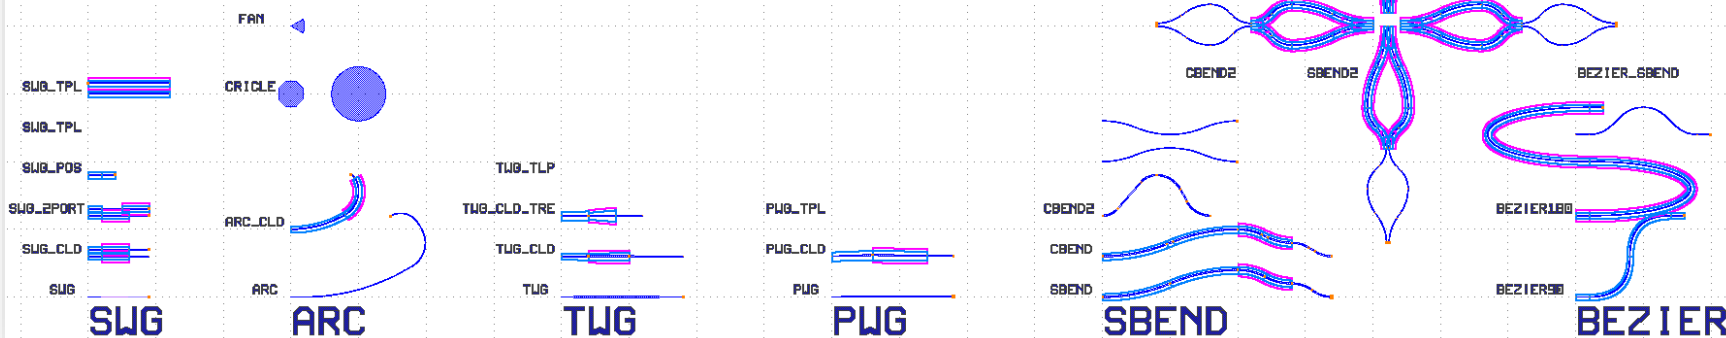 FAN
CBEND2 SBEND2 BEZIER_SBEND
SWG_TPL CRICLE
SWG_TPL
SWG_POS TWG_TLP
SWG_2PORT TWG_CLD_TRE PWG_TPL CBEND2 BEZIER180
ARC_CLD
SWG_CLD TWG_CLD PWG_CLD CBEND
SWG ARC TWG PWG SBEND BEZIER90
SWG ARC TWG PWG SBEND BEZIER